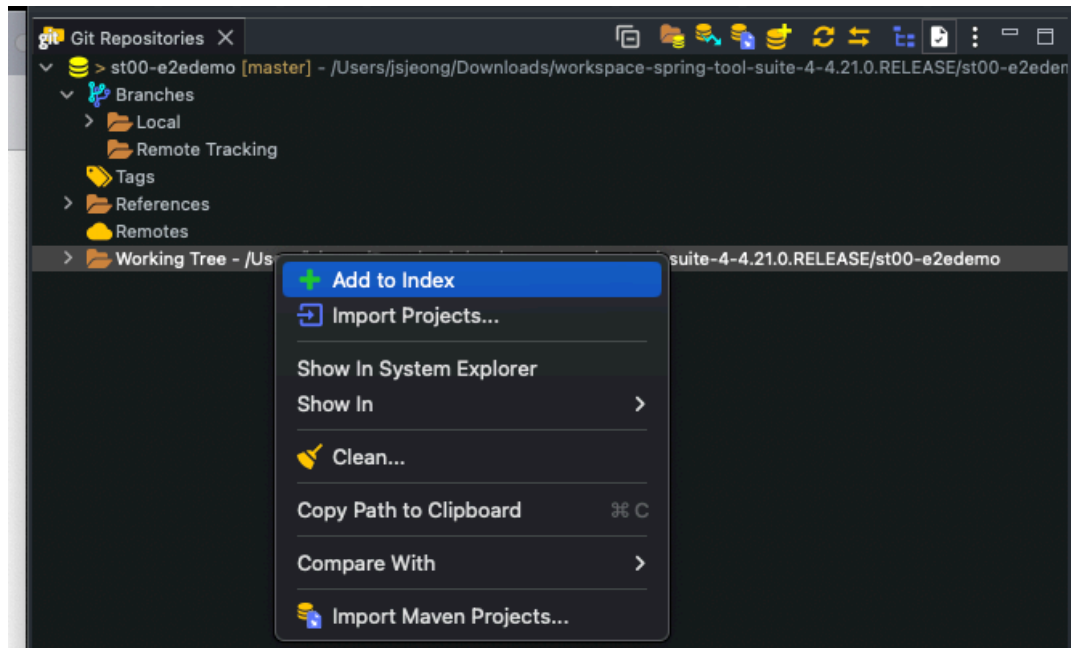 git Git Repositories
> st00-e2edemo [master] - /Users/jsjeong/Downloads/workspace-spring-tool-suite-4-4.21.0.RELEASE/st00-e2eden
Branches
Local
Remote Tracking
Tags
References
Remotes
Working Tree - /Us suite-4-4.21.0.RELEASE/st00-e2edemo
Add to Index
Import Projects...
Show In System Explorer
Show In
Clean...
Copy Path to Clipboard ⌘ C
Compare With
Import Maven Projects...